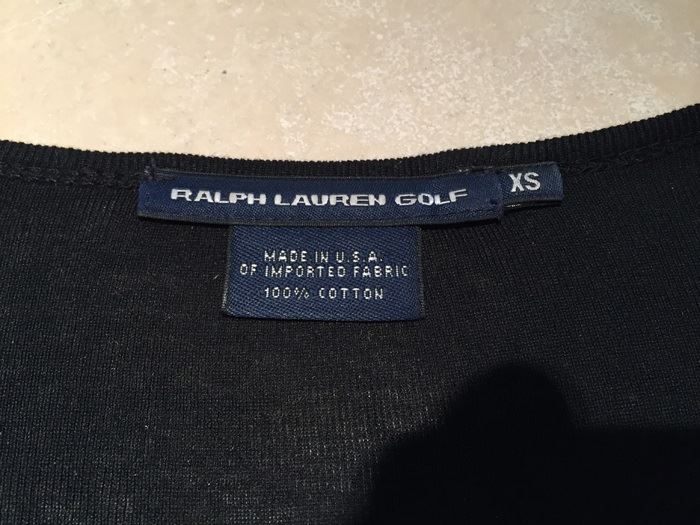 RALPH LAUREN GOLF
XS
MADE IN U.S.A.
OF IMPORTED FABRIC
100% COTTON